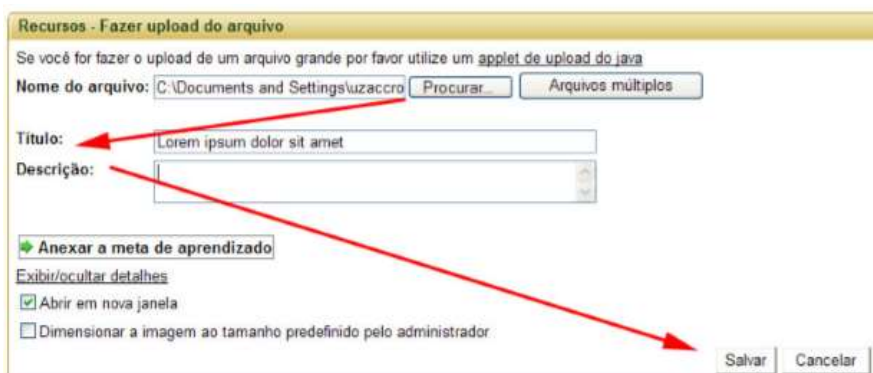 Recursos - Fazer upload do arquivo
Se você for fazer o upload de um arquivo grande por favor utilize um applet de upload do java
Nome do arquivo: C:\Documents and Settings\uzaccro Procurar... Arquivos múltiplos
Título: Lorem ipsum dolor sit amet
Descrição:
Anexar a meta de aprendizado
Exibir/ocultar detalhes
Abrir em nova janela
Dimensionar a imagem ao tamanho predefinido pelo administrador
Salvar Cancelar